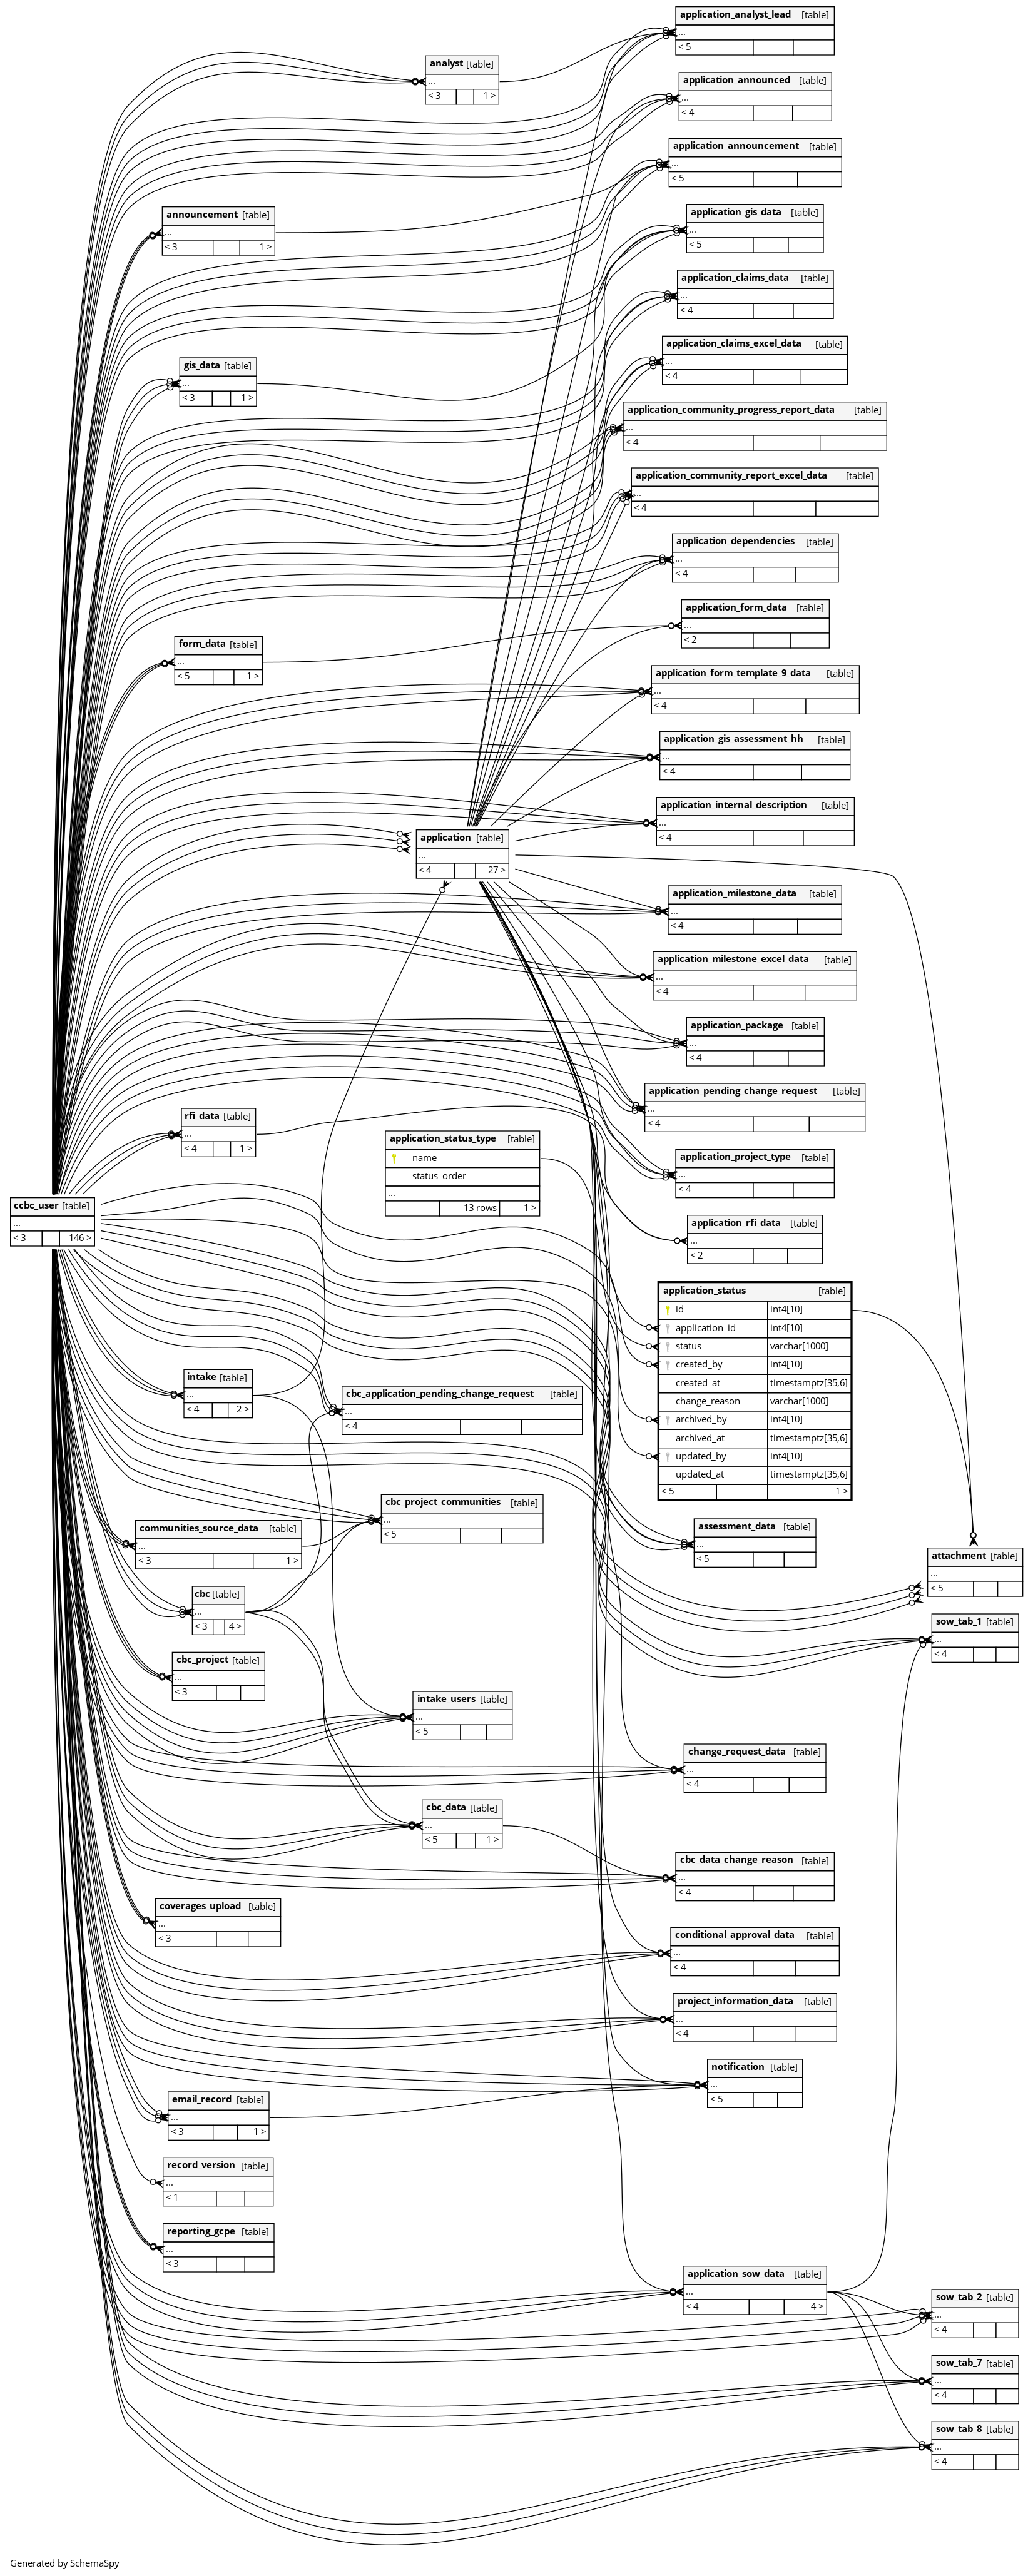 application_analyst_lead [table]
...
< 5
analyst [table]
...
< 3 1 >
application_announced [table]
...
< 4
application_announcement [table]
...
< 5
announcement [table]
...
< 3 1 >
application_gis_data [table]
...
< 5
application_claims_data [table]
...
< 4
application_claims_excel_data [table]
...
< 4
gis_data [table]
...
< 3 1 >
application_community_progress_report_data [table]
...
< 4
application_community_report_excel_data [table]
...
< 4
application_dependencies [table]
...
< 4
application_form_data [table]
...
< 2
form_data [table]
...
< 5 1 >
application_form_template_9_data [table]
...
< 4
application_gis_assessment_hh [table]
...
< 4
application_internal_description [table]
...
< 4
application [table]
...
< 4 27 >
application_milestone_data [table]
...
< 4
application_milestone_excel_data [table]
...
< 4
application_package [table]
...
< 4
application_pending_change_request [table]
...
< 4
rfi_data [table]
...
< 4 1 >
application_status_type [table]
name
status_order
...
13 rows 1 >
application_project_type [table]
...
< 4
ccbc_user [table]
...
< 3 146 >
application_rfi_data [table]
...
< 2
application_status [table]
id int4[10]
application_id int4[10]
status varchar[1000]
created_by int4[10]
created_at timestamptz[35,6]
change_reason varchar[1000]
archived_by int4[10]
archived_at timestamptz[35,6]
updated_by int4[10]
updated_at timestamptz[35,6]
< 5 1 >
intake [table]
...
< 4 2 >
cbc_application_pending_change_request [table]
...
< 4
cbc_project_communities [table]
...
< 5
communities_source_data [table]
...
< 3 1 >
assessment_data [table]
...
< 5
attachment [table]
...
< 5
cbc [table]
...
< 3 4 >
sow_tab_1 [table]
...
< 4
cbc_project [table]
...
< 3
intake_users [table]
...
< 5
change_request_data [table]
...
< 4
cbc_data [table]
...
< 5 1 >
cbc_data_change_reason [table]
...
< 4
coverages_upload [table]
...
< 3
conditional_approval_data [table]
...
< 4
project_information_data [table]
...
< 4
notification [table]
...
< 5
email_record [table]
...
< 3 1 >
record_version [table]
...
< 1
reporting_gcpe [table]
...
< 3
application_sow_data [table]
...
< 4 4 >
sow_tab_2 [table]
...
< 4
sow_tab_7 [table]
...
< 4
sow_tab_8 [table]
...
< 4
Generated by SchemaSpy